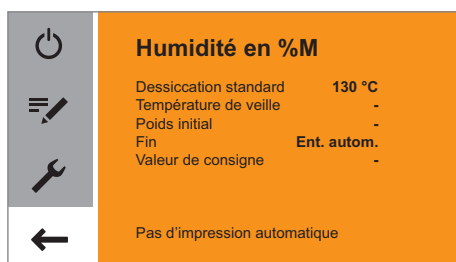 Humidité en %M
Dessiccation standard 130 °C
Température de veille -
Poids initial -
Fin Ent. autom.
Valeur de consigne -
Pas d’impression automatique